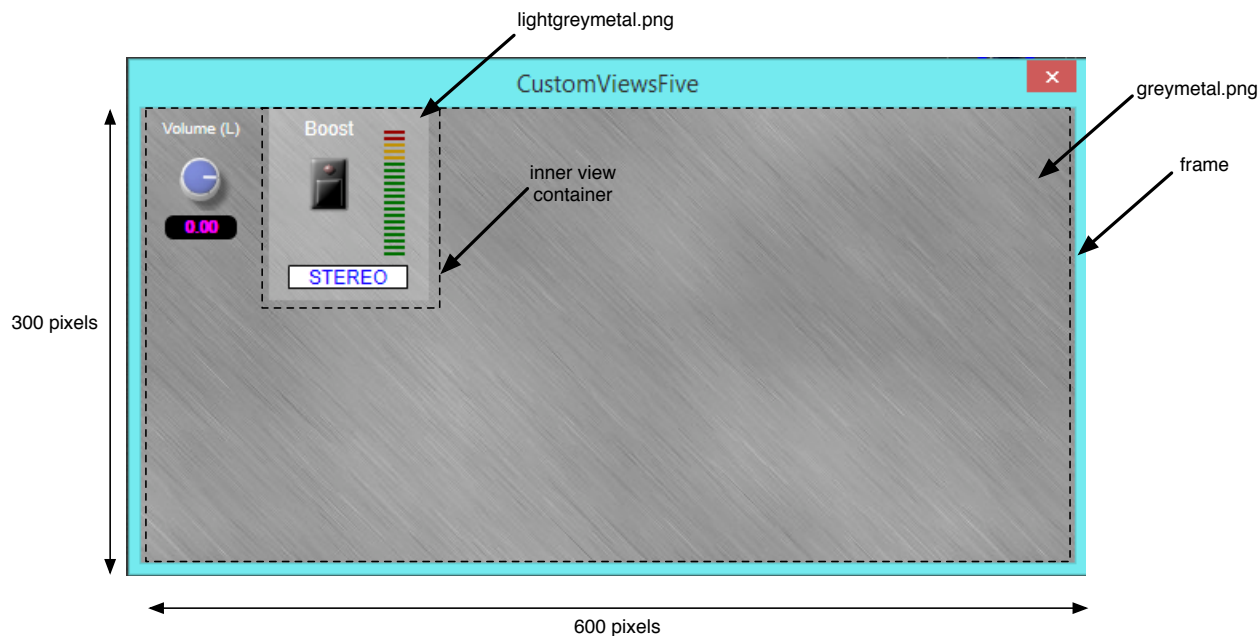 lightgreymetal.png
CustomViewsFive
greymetal.png
Volume (L)
Boost
frame
inner view
container
0.00
STEREO
300 pixels
600 pixels